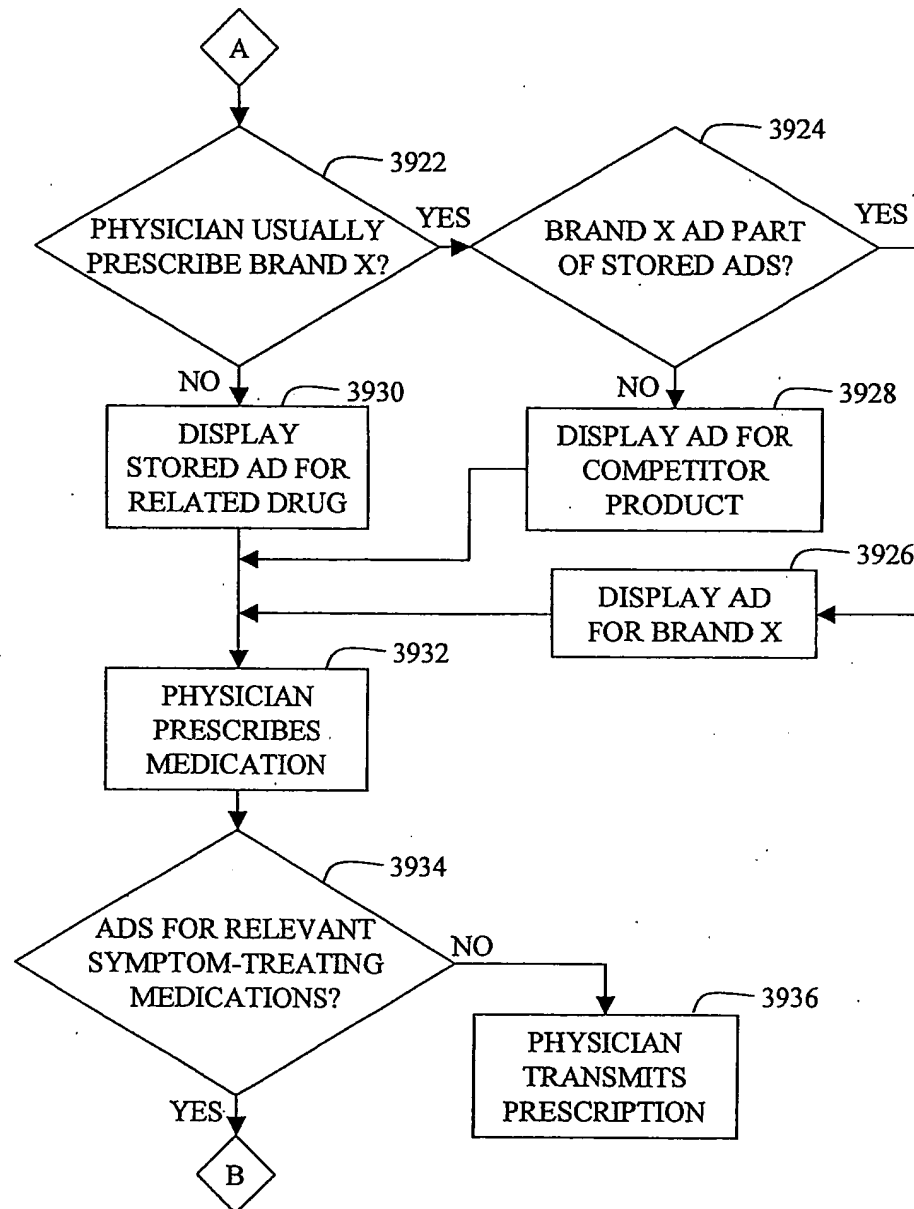 A
3922
3924
PHYSICIAN USUALLY
PRESCRIBE BRAND X?
YES
BRAND X AD PART
OF STORED ADS?
YES
NO
3930
DISPLAY
STORED AD FOR
RELATED DRUG
NO
3928
DISPLAY AD FOR
COMPETITOR
PRODUCT
3926
DISPLAY AD
FOR BRAND X
3932
PHYSICIAN
PRESCRIBES
MEDICATION
3934
ADS FOR RELEVANT
SYMPTOM-TREATING
MEDICATIONS?
NO
3936
PHYSICIAN
TRANSMITS
PRESCRIPTION
YES
B